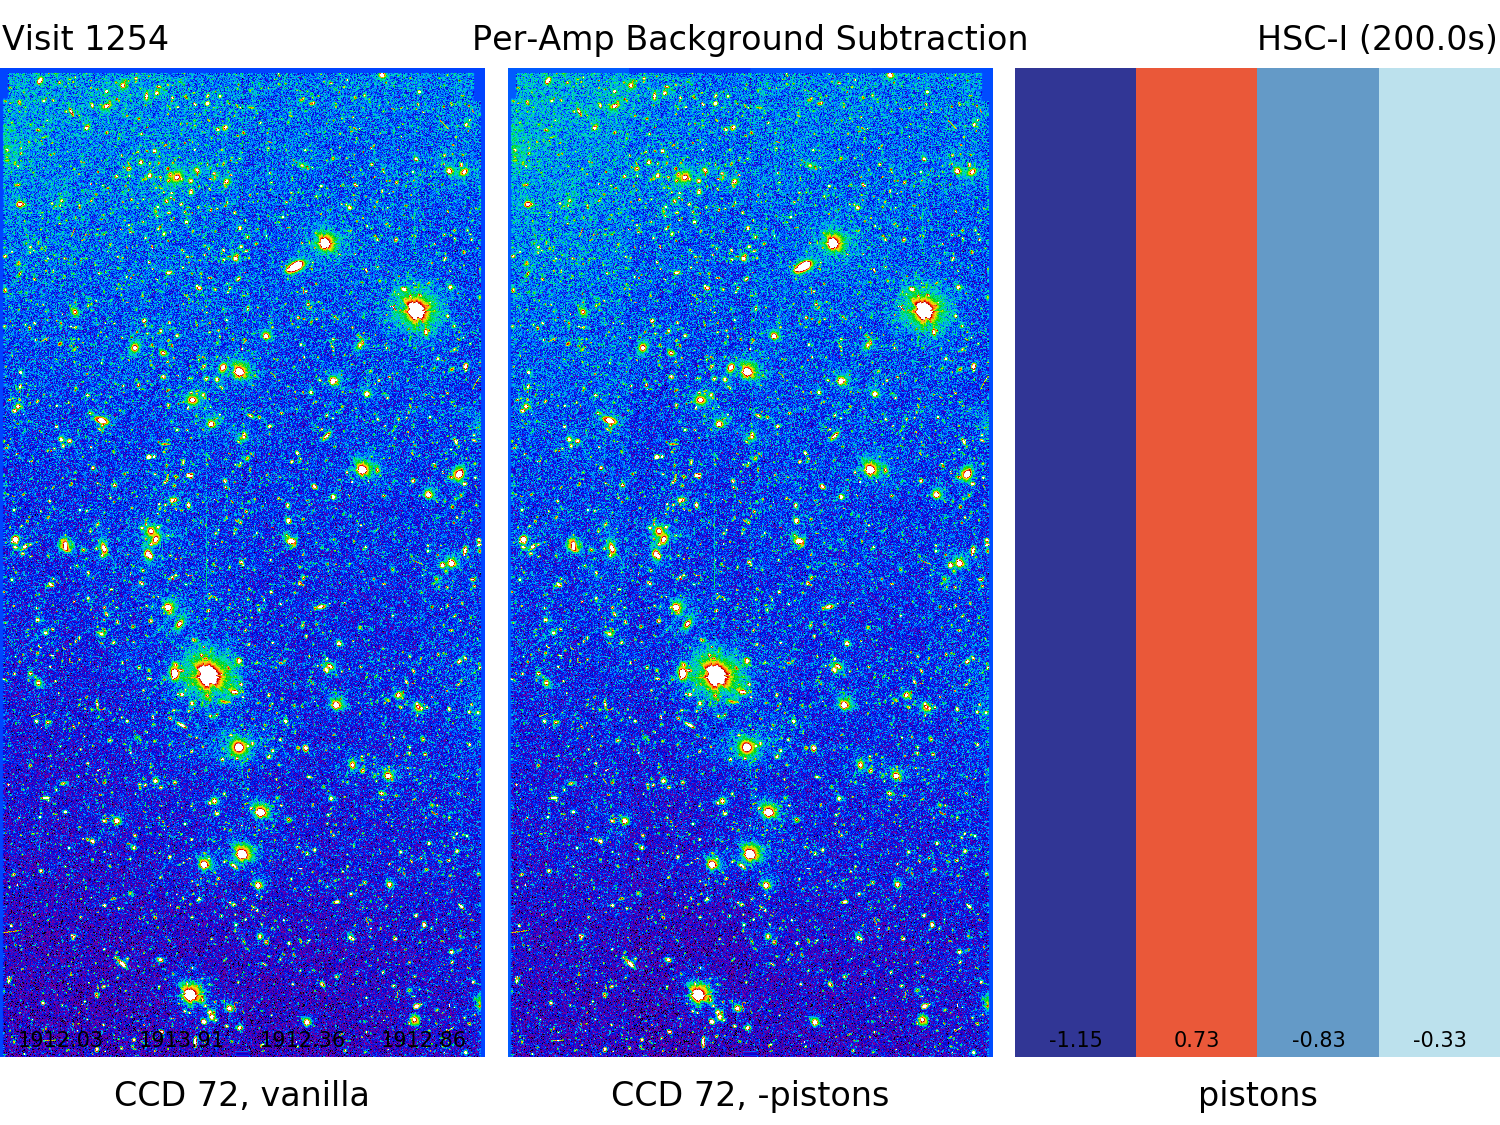 Visit 1254 Per-Amp Background Subtraction HSC-I (200.0s)
1912.03 1913.91 1912.36 1912.86 -1.15 0.73 -0.83 -0.33
CCD 72, vanilla CCD 72, -pistons pistons